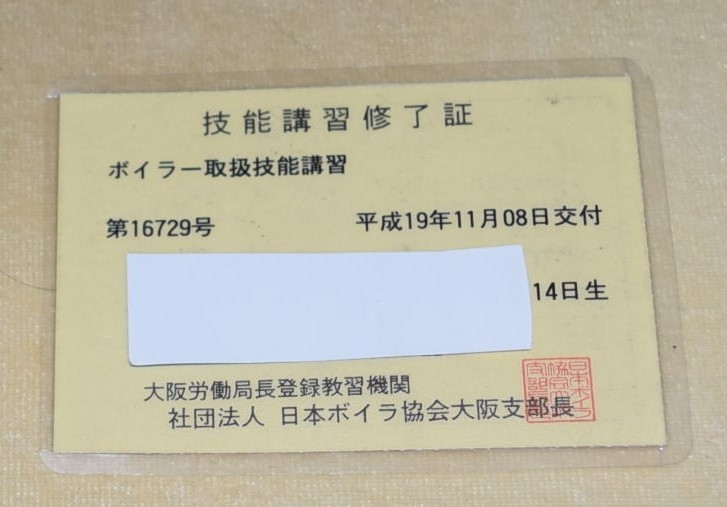 技能講習修了証
ボイラー取扱技能講習
第16729号 平成19年11月08日交付
14日生
大阪労働局長登録教習機関
社団法人 日本ボイラ協会大阪支部長